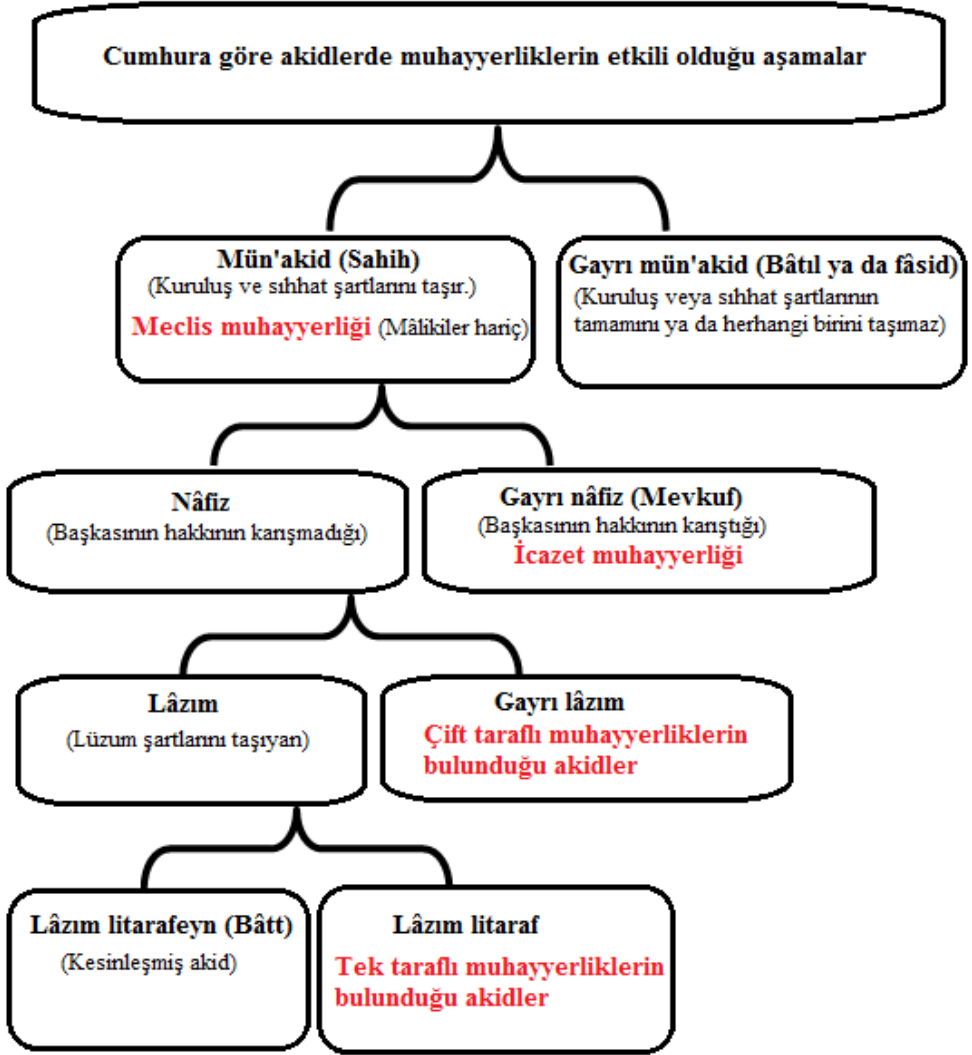 Cumhura göre akidlerde muhayyerliklerin etkili olduğu aşamalar
Mün'akid (Sahih)
(Kuruluş ve sıhhat şartlarını taşır.)
Meclis muhayyerliği (Mâlikiler hariç)
Gayrı mün'akid (Bâtıl ya da fâsid)
(Kuruluş veya sıhhat şartlarının
tamamını ya da herhangi birini taşımaz)
Nâfiz
(Başkasının hakkının karışmadığı)
Gayrı nâfiz (Mevkuf)
(Başkasının hakkının karıştığı)
İcazet muhayyerliği
Lâzım
(Lüzum şartlarını taşıyan)
Gayrı lâzım
Çift taraflı muhayyerliklerin
bulunduğu akidler
Lâzım litarafeyn (Bâtt)
(Kesinleşmiş akid)
Lâzım litaraf
Tek taraflı muhayyerliklerin
bulunduğu akidler